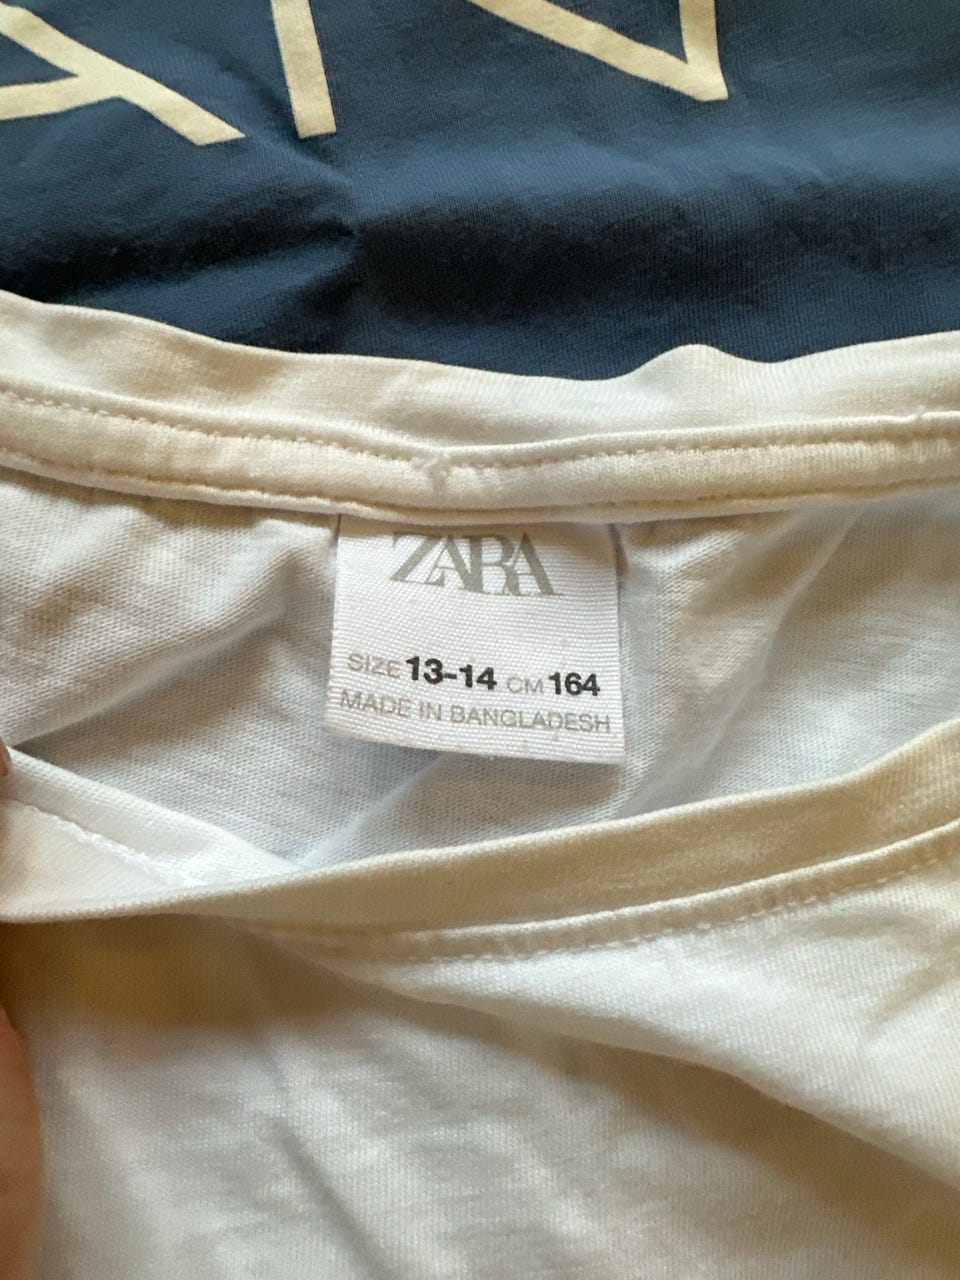 ZARA
SIZE 13-14 CM 164
MADE IN BANGLADESH